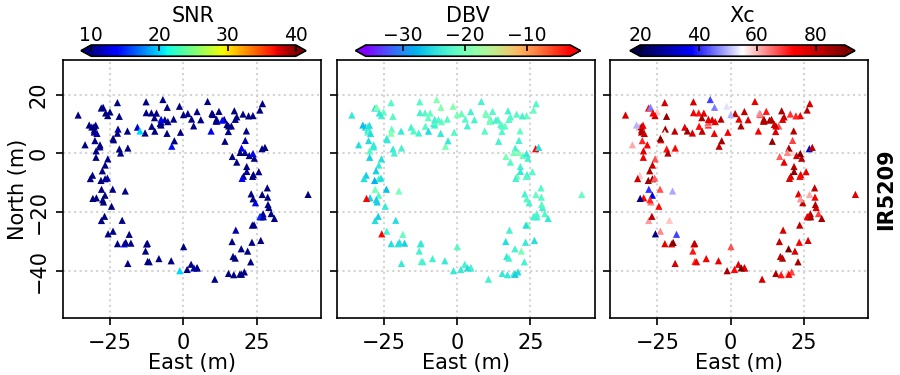 SNR DBV Xc
10 20 30 40 −30 −20 −10 20 40 60 80
20
0
−20
−40
North (m)
−25 0 25 −25 0 25 −25 0 25
East (m) East (m) East (m)
IR5209